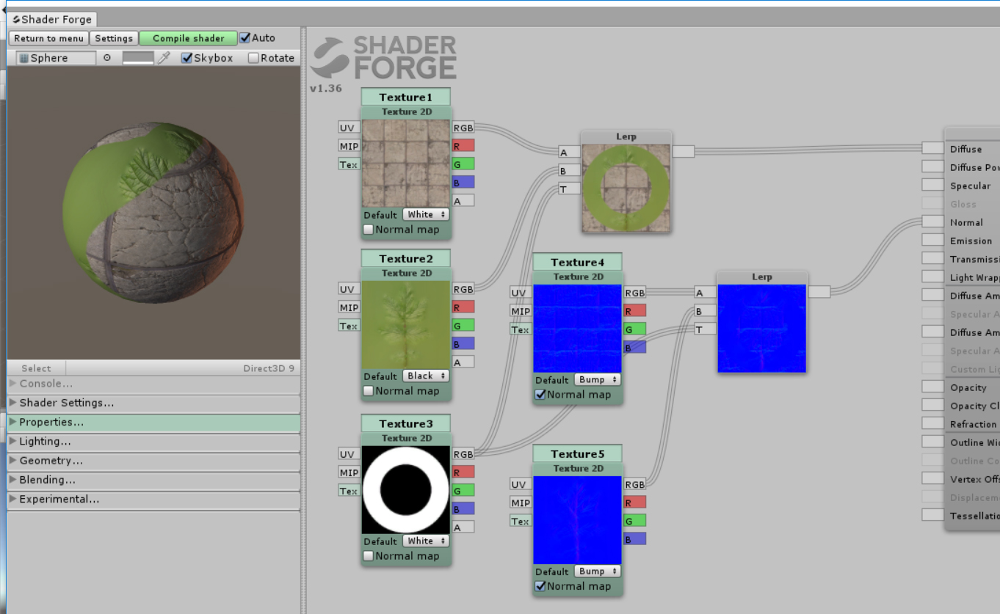 Shader Forge
Return to menu Settings Compile shader Auto
Sphere Skybox Rotate
Select Direct3D 9
Console...
Shader Settings...
Properties...
Lighting...
Geometry...
Blending...
Experimental...
SHADER
FORGE
v1.36
Texture1
Texture 2D
UV RGB
MIP R
Tex G
B
A
Default White
Normal map
Texture2
Texture 2D
UV RGB
MIP R
Tex G
B
A
Default Black
Normal map
Texture3
Texture 2D
UV RGB
MIP R
Tex G
B
A
Default White
Normal map
Lerp
A
B
T
Texture4
Texture 2D
UV RGB
MIP R
Tex G
B
Default Bump
Normal map
Texture5
Texture 2D
UV RGB
MIP R
Tex G
B
Default Bump
Normal map
Lerp
A
B
T
Diffuse
Diffuse Pow
Specular
Gloss
Normal
Emission
Transmissi
Light Wrapp
Diffuse Am
Specular A
Diffuse Am
Specular A
Custom Lig
Opacity
Opacity Cl
Refraction
Outline Wi
Outline Co
Vertex Offs
Displacem
Tessellatio